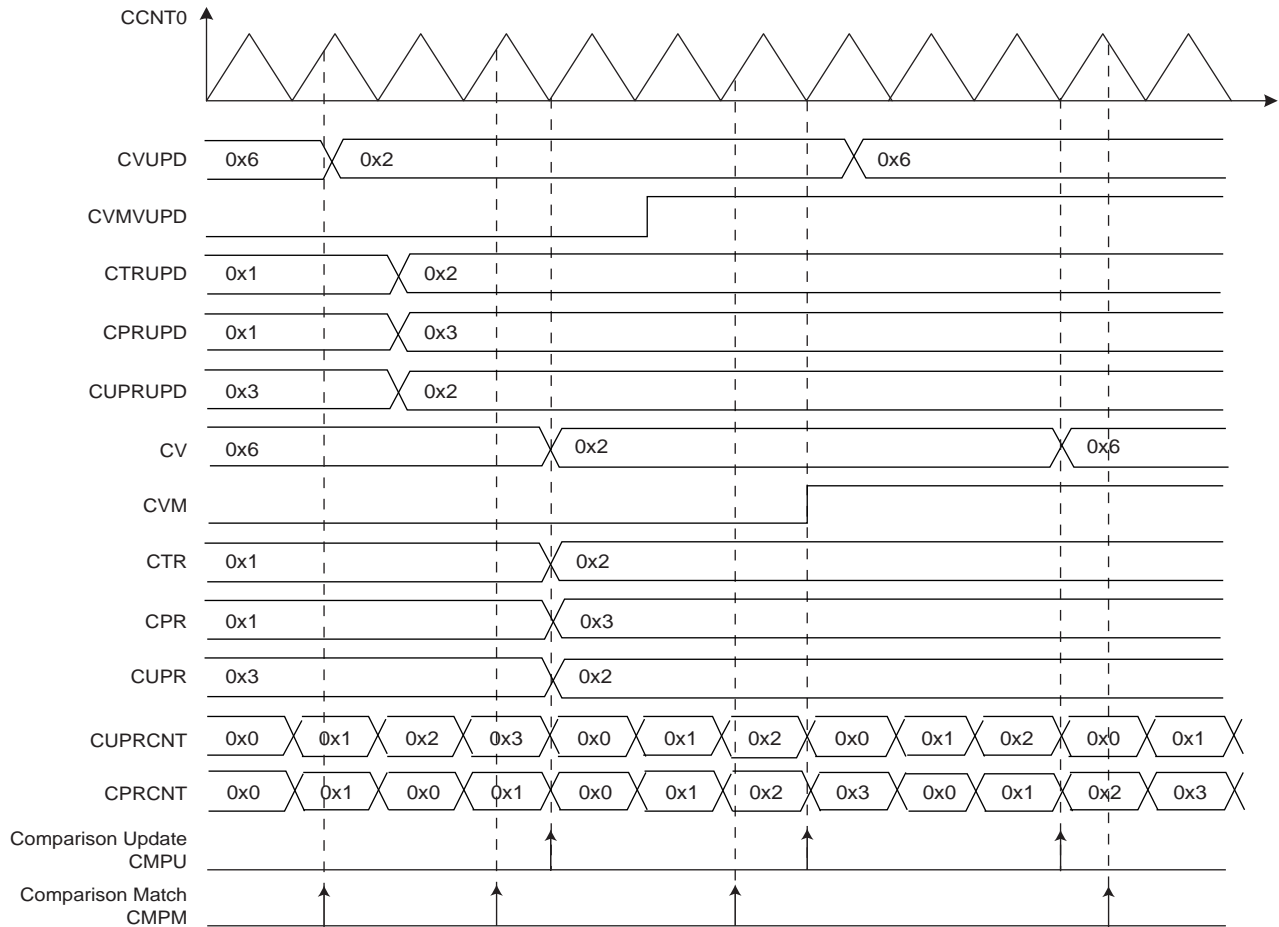 CCNT0
CVUPD 0x6 0x2 0x6
CVMVUPD
CTRUPD 0x1 0x2
CPRUPD 0x1 0x3
CUPRUPD 0x3 0x2
CV 0x6 0x2 0x6
CVM
CTR 0x1 0x2
CPR 0x1 0x3
CUPR 0x3 0x2
CUPRCNT 0x0 0x1 0x2 0x3 0x0 0x1 0x2 0x0 0x1 0x2 0x0 0x1
CPRCNT 0x0 0x1 0x0 0x1 0x0 0x1 0x2 0x3 0x0 0x1 0x2 0x3
Comparison Update
CMPU
Comparison Match
CMPM